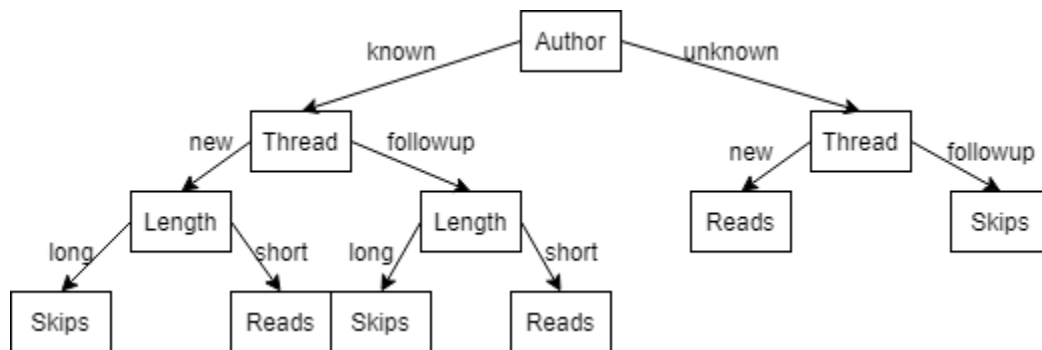 Author
known
unknown
Thread
Thread
new
followup
new
followup
Length
Length
Reads
Skips
long
short
long
short
Skips
Reads
Skips
Reads